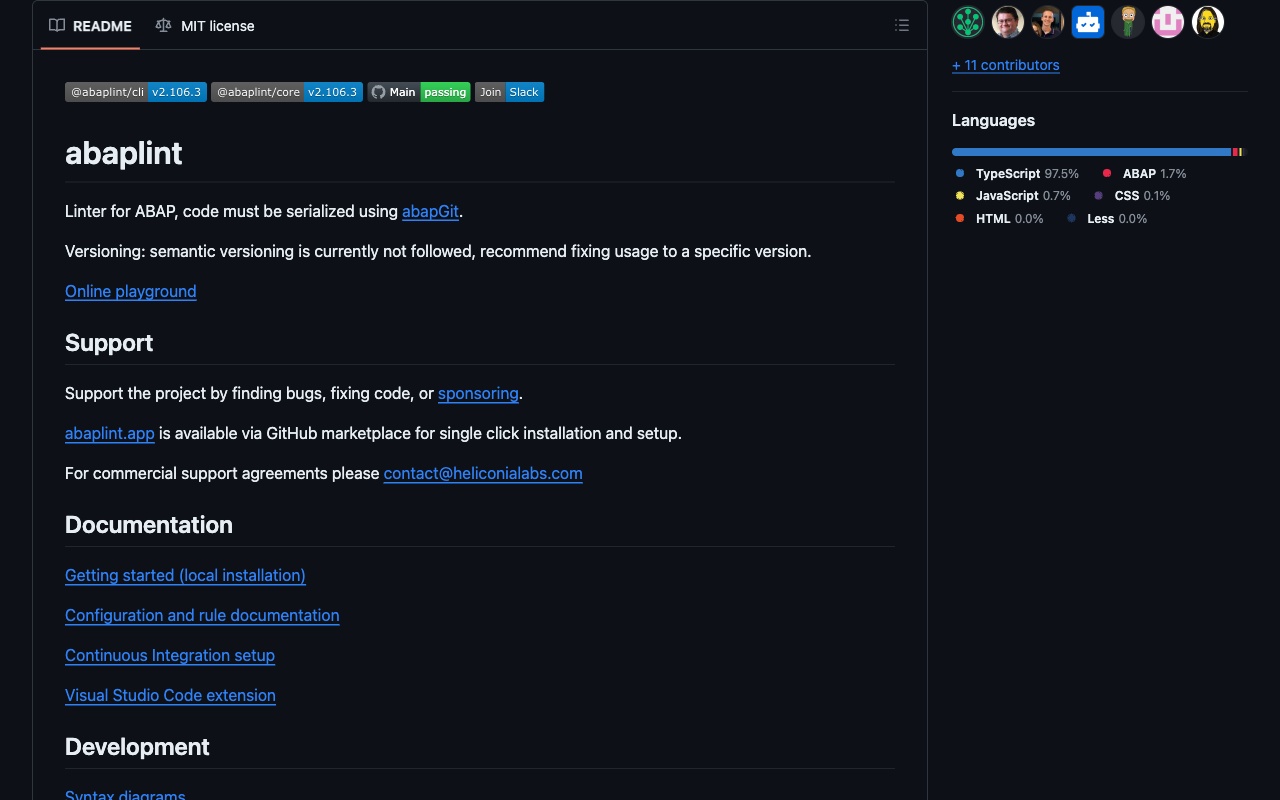 README
MIT license
@abaplint/cli v2.106.3 @abaplint/core v2.106.3 Main passing Join Slack
abaplint
Linter for ABAP, code must be serialized using abapGit.
Versioning: semantic versioning is currently not followed, recommend fixing usage to a specific version.
Online playground
Support
Support the project by finding bugs, fixing code, or sponsoring.
abaplint.app is available via GitHub marketplace for single click installation and setup.
For commercial support agreements please contact@heliconialabs.com
Documentation
Getting started (local installation)
Configuration and rule documentation
Continuous Integration setup
Visual Studio Code extension
Development
Syntax diagrams
+ 11 contributors
Languages
TypeScript 97.5% ABAP 1.7%
JavaScript 0.7% CSS 0.1%
HTML 0.0% Less 0.0%